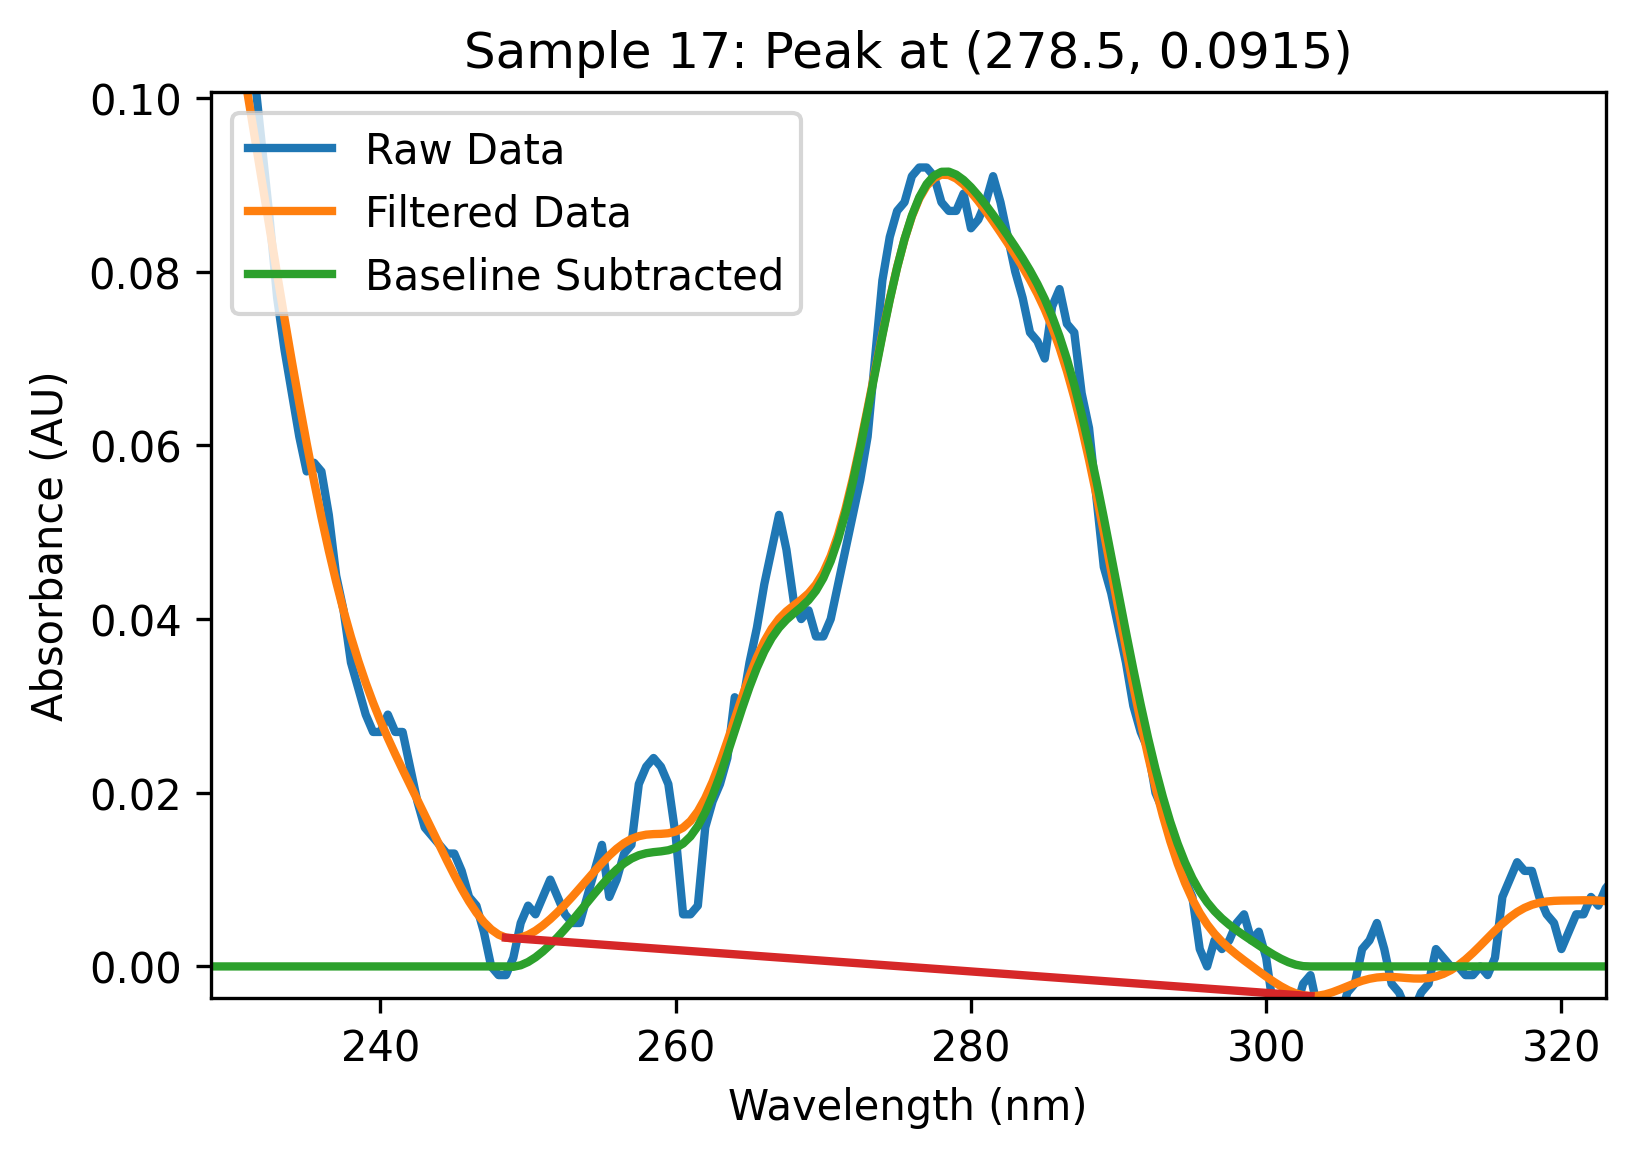 Sample 17: Peak at (278.5, 0.0915)
Raw Data
Filtered Data
Baseline Subtracted
0.10
0.08
0.06
0.04
0.02
0.00
Absorbance (AU)
240 260 280 300 320
Wavelength (nm)